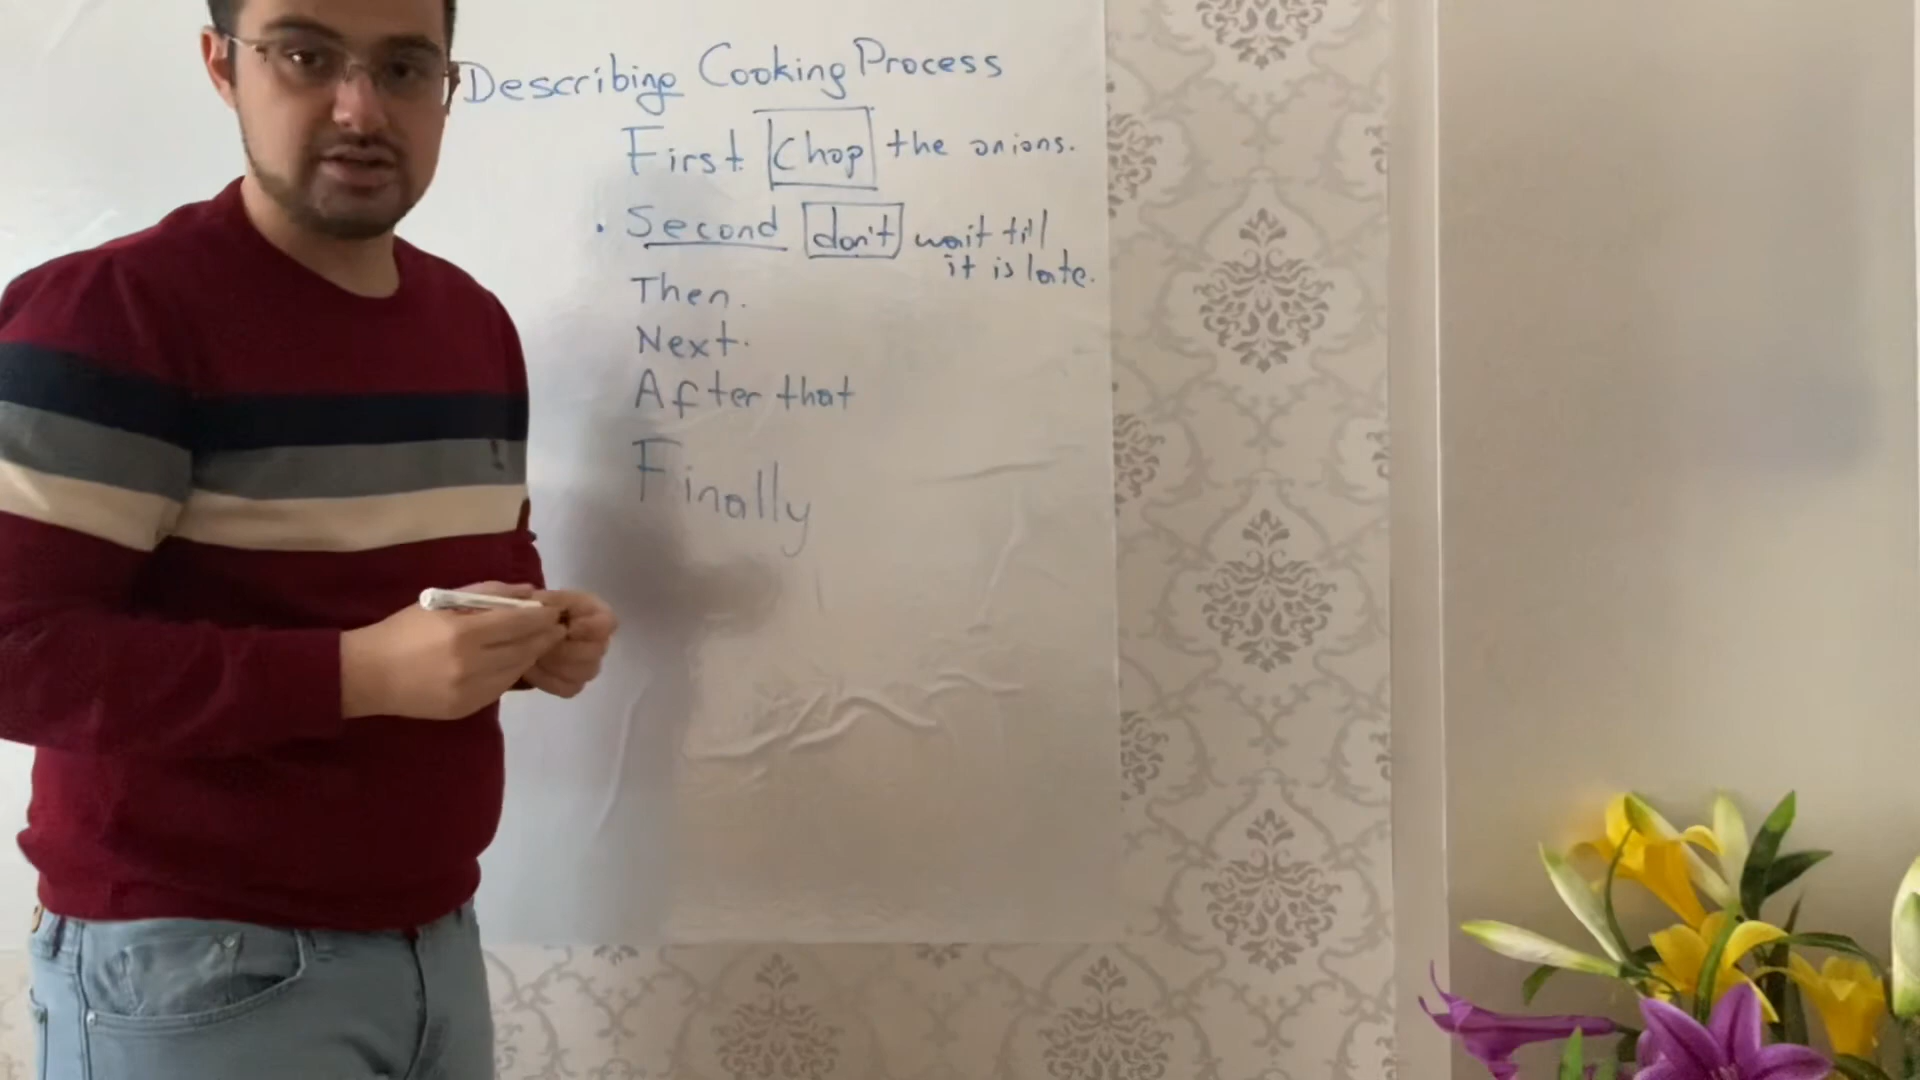 Describing Cooking Process
First Chop the onions.
. Second don't wait till
it is late.
Then.
Next.
After that
Finally